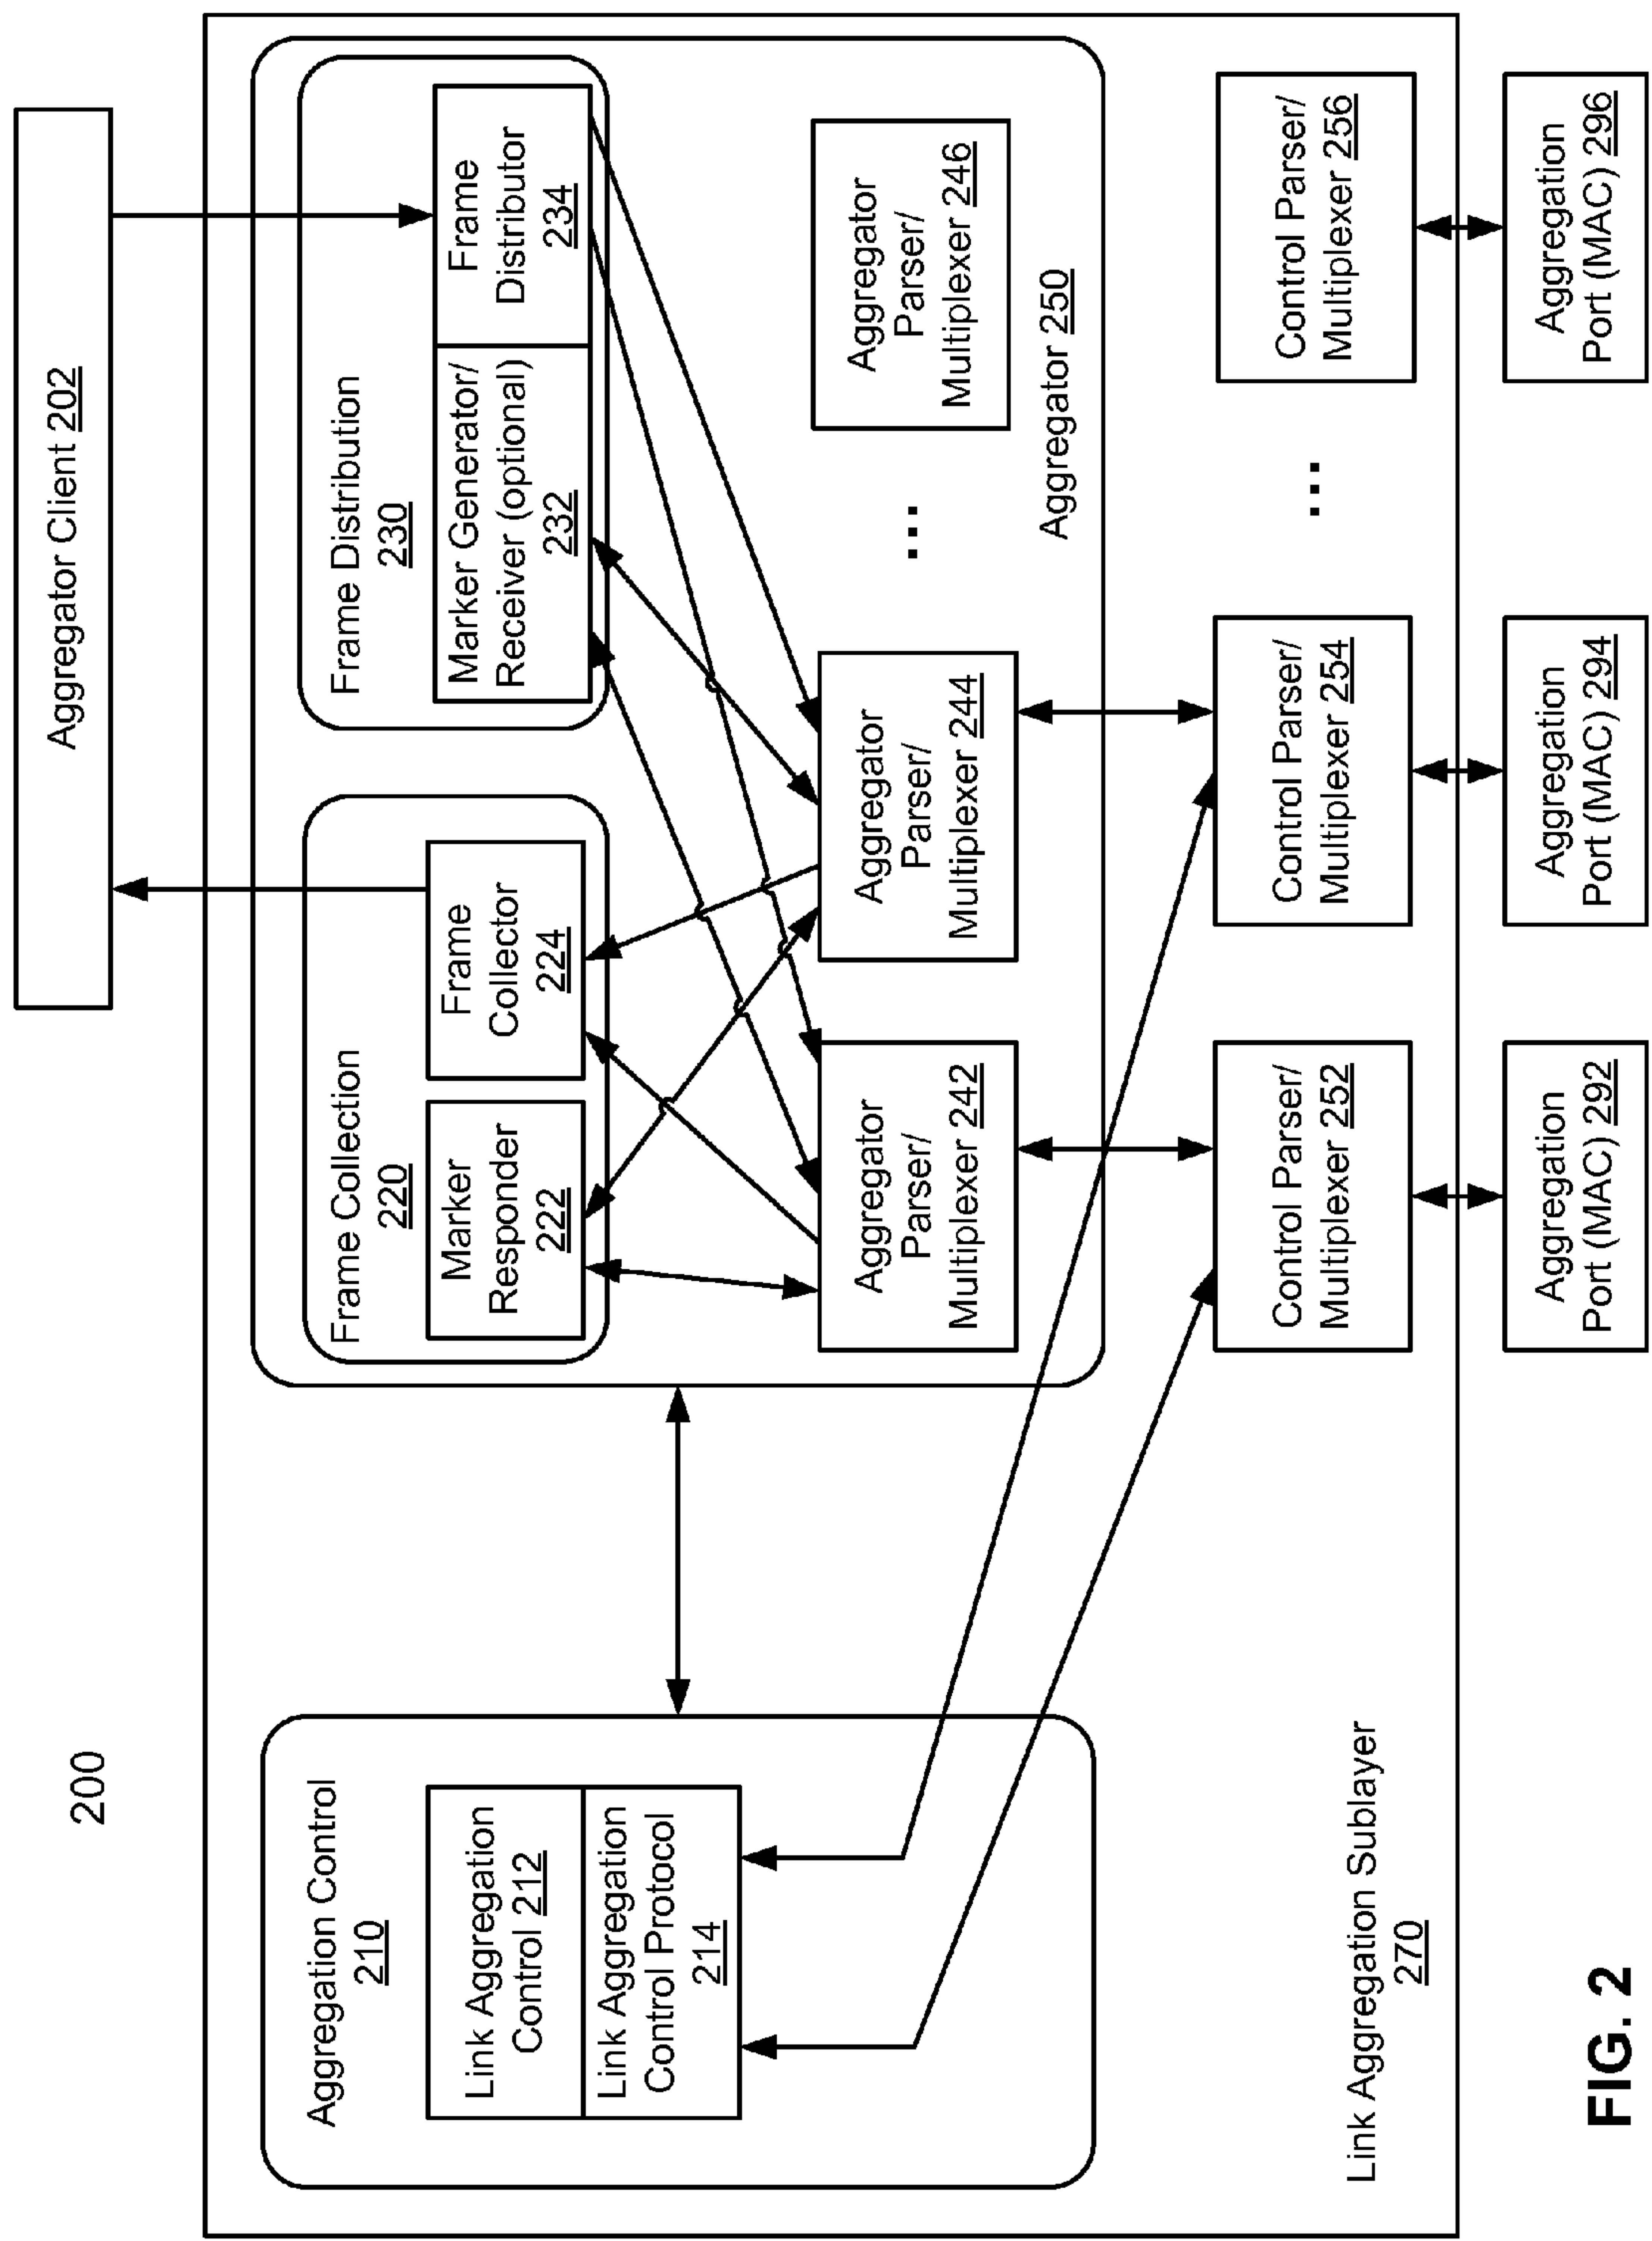 200
Aggregator Client 202
Aggregation Control
210
Link Aggregation
Control 212
Link Aggregation
Control Protocol
214
Frame Collection
220
Marker
Responder
222
Frame
Collector
224
Frame Distribution
230
Marker Generator/
Receiver (optional)
232
Frame
Distributor
234
Aggregator
Parser/
Multiplexer 242
Aggregator
Parser/
Multiplexer 244
...
Aggregator
Parser/
Multiplexer 246
Aggregator 250
Control Parser/
Multiplexer 252
Control Parser/
Multiplexer 254
...
Control Parser/
Multiplexer 256
Link Aggregation Sublayer
270
Aggregation
Port (MAC) 292
Aggregation
Port (MAC) 294
Aggregation
Port (MAC) 296
FIG. 2